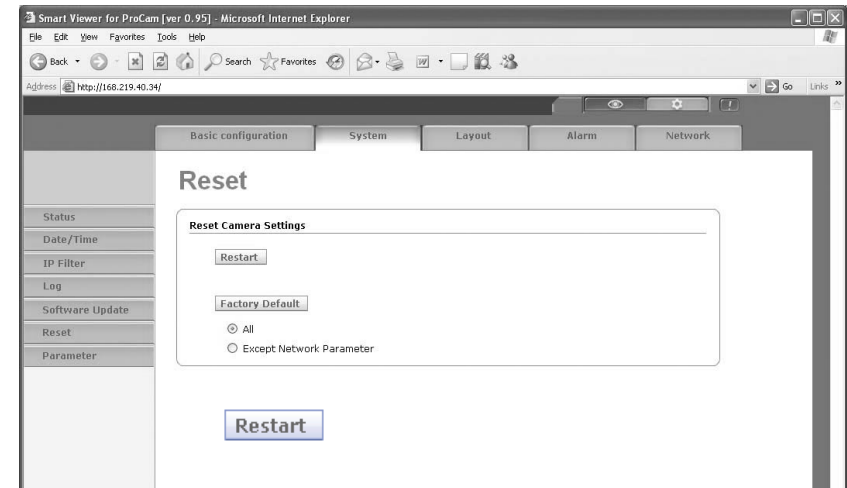 Smart Viewer for ProCam [ver 0.95] - Microsoft Internet Explorer
File Edit View Favorites Tools Help
Back Search Favorites
Address http://168.219.40.34/ Go Links »
Basic configuration System Layout Alarm Network
Reset
Status
Date/Time
IP Filter
Log
Software Update
Reset
Parameter
Reset Camera Settings
Restart
Factory Default
All
Except Network Parameter
Restart